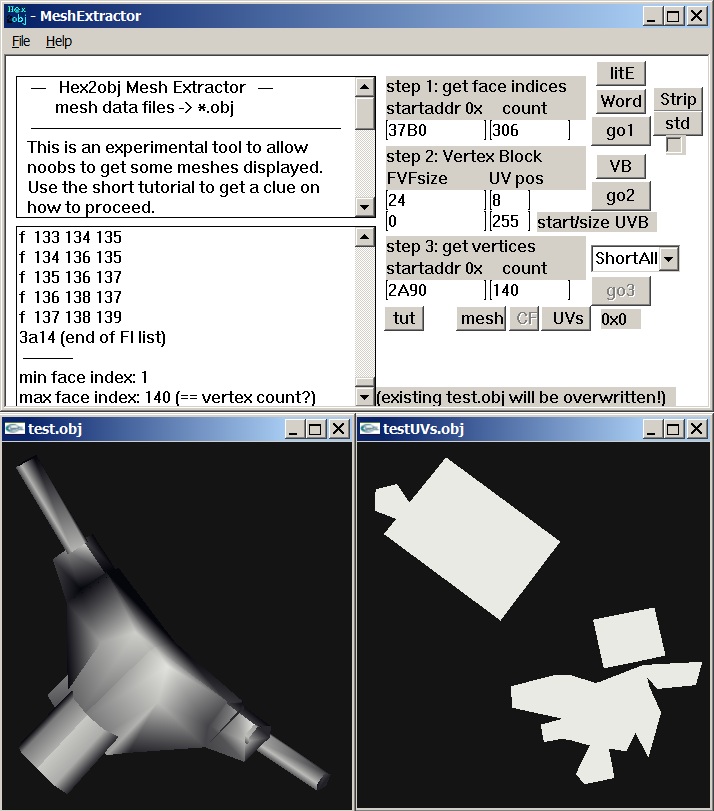 Hex obj - MeshExtractor
File Help
— Hex2obj Mesh Extractor —
mesh data files -> *.obj
This is an experimental tool to allow
noobs to get some meshes displayed.
Use the short tutorial to get a clue on
how to proceed.
f 133 134 135
f 134 136 135
f 135 136 137
f 136 138 137
f 137 138 139
3a14 (end of FI list)
min face index: 1
max face index: 140 (== vertex count?)
step 1: get face indices
startaddr 0x count
37B0 306
litE
Word
go1
Strip
std
step 2: Vertex Block
FVFsize UV pos
24 8
0 255 start/size UVB
VB
go2
step 3: get vertices
startaddr 0x count
2A90 140
ShortAll
go3
tut mesh CF UVs 0x0
(existing test.obj will be overwritten!)
test.obj
testUVs.obj